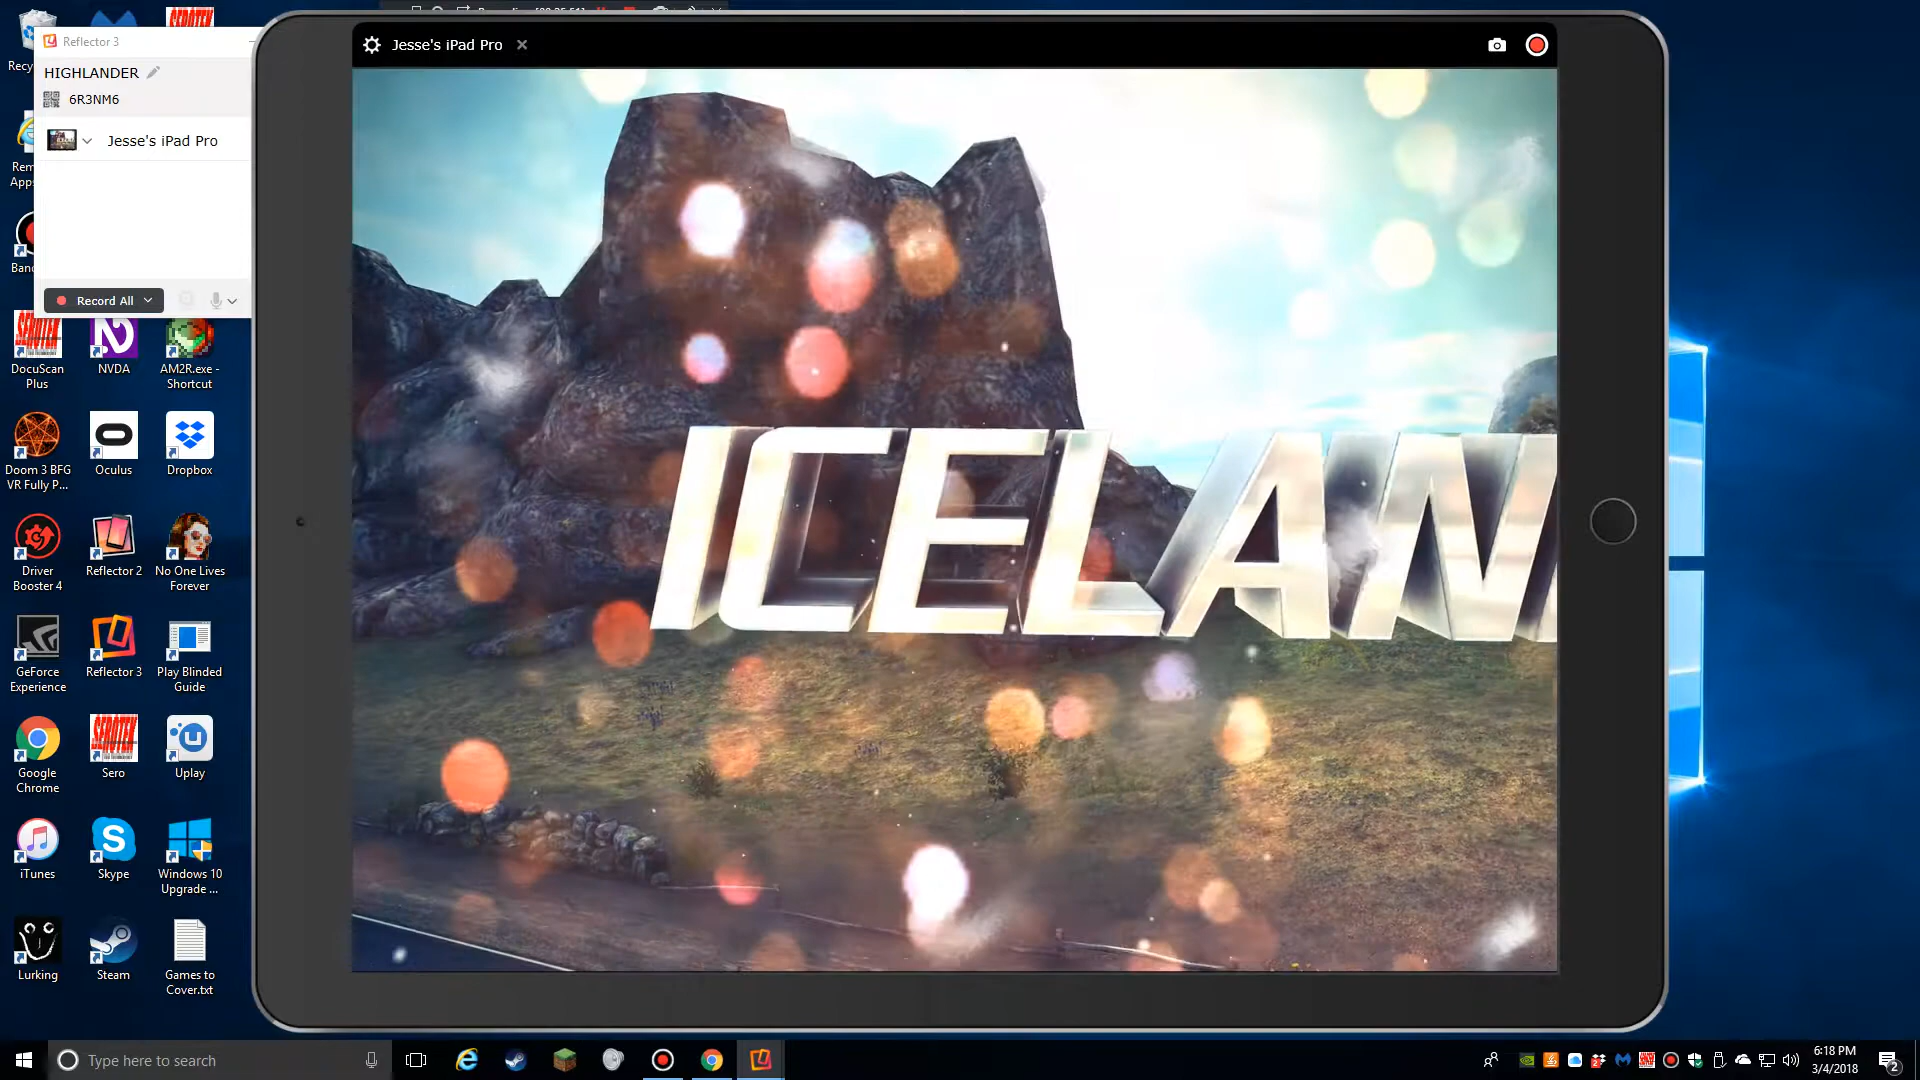 Reflector 3
HIGHLANDER
6R3NM6
Jesse's iPad Pro
Record All
Jesse's iPad Pro
ICELAN
SEROTEK
DocuScan
Plus
NVDA
AM2R.exe -
Shortcut
Doom 3 BFG
VR Fully P...
Oculus
Dropbox
Driver
Booster 4
Reflector 2
No One Lives
Forever
GeForce
Experience
Reflector 3
Play Blinded
Guide
Google
Chrome
SEROTEK
Sero
Uplay
iTunes
Skype
Windows 10
Upgrade ...
Lurking
Steam
Games to
Cover.txt
Type here to search
6:18 PM
3/4/2018
2